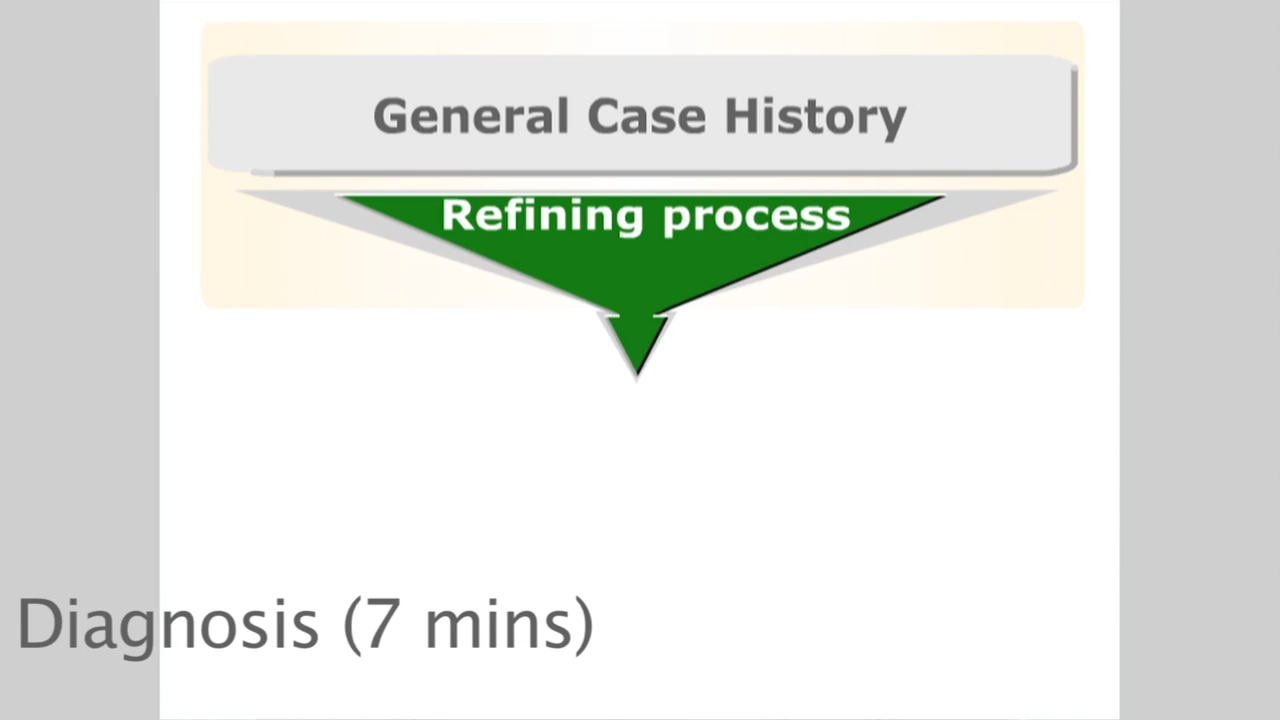 General Case History
Refining process
Diagnosis (7 mins)